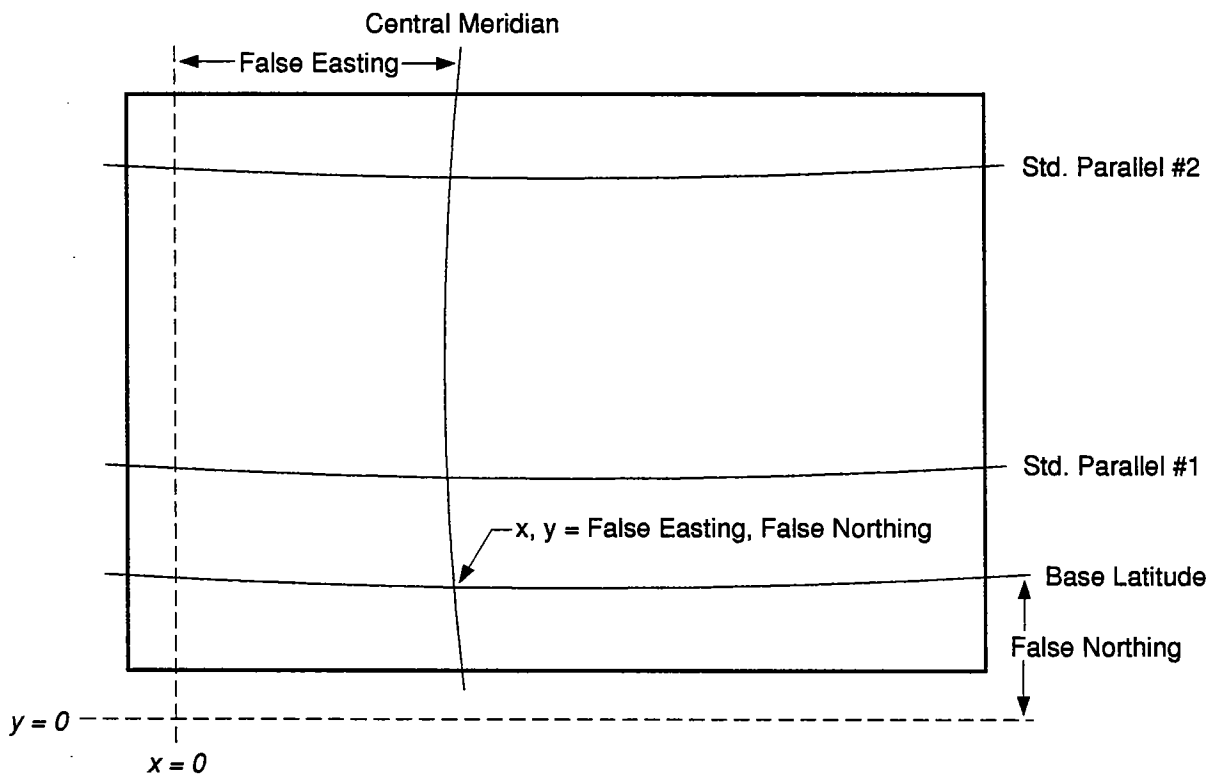 Central Meridian
False Easting
Std. Parallel #2
Std. Parallel #1
x, y = False Easting, False Northing
Base Latitude
False Northing
y = 0
x = 0